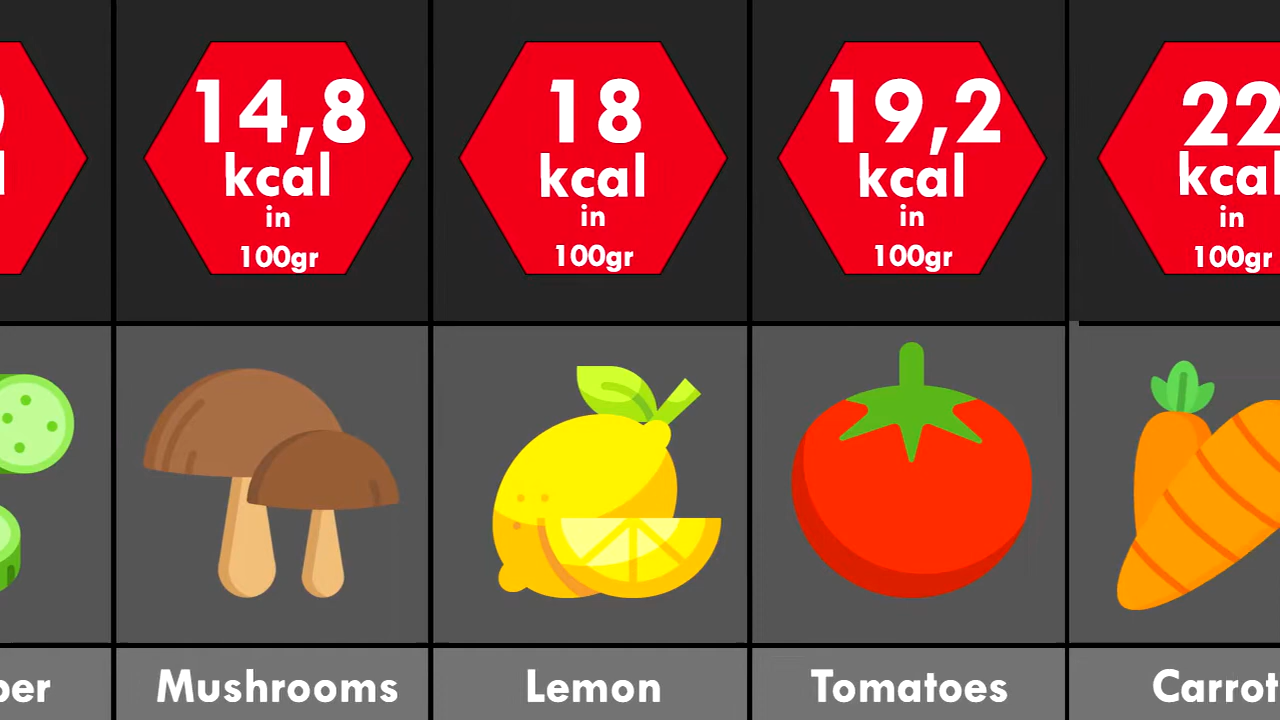 14,8
kcal
in
100gr
18
kcal
in
100gr
19,2
kcal
in
100gr
22
kcal
in
100gr
Mushrooms
Lemon
Tomatoes
Carrot